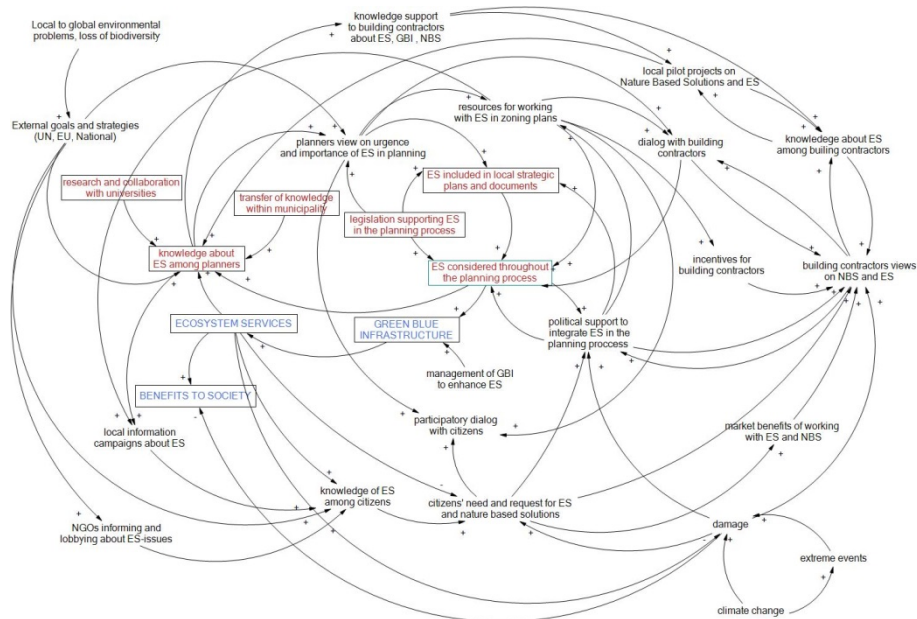 Local to global environmental
problems, loss of biodiversity
knowledge support
to building contractors
about ES, GBI , NBS
local pilot projects on
Nature Based Solutions and ES
External goals and strategies
(UN, EU, National)
planners view on urgence
and importance of ES in planning
resources for working
with ES in zoning plans
dialog with building
contractors
knowledege about ES
among builing contractors
research and collaboration
with universities
transfer of knowledge
within municipality
ES included in local strategic
plans and documents
legislation supporting ES
in the planning process
knowledge about
ES among planners
ES considered throughout
the planning process
incentives for
building contractors
building contractors views
on NBS and ES
ECOSYSTEM SERVICES
GREEN BLUE
INFRASTRUCTURE
political support to
integrate ES in the
planning proccess
management of GBI
to enhance ES
BENEFITS TO SOCIETY
participatory dialog
with citizens
market benefits of working
with ES and NBS
local information
campaigns about ES
knowledge of ES
among citizens
citizens' need and request for ES
and nature based solutions
NGOs informing and
lobbying about ES-issues
damage
extreme events
climate change